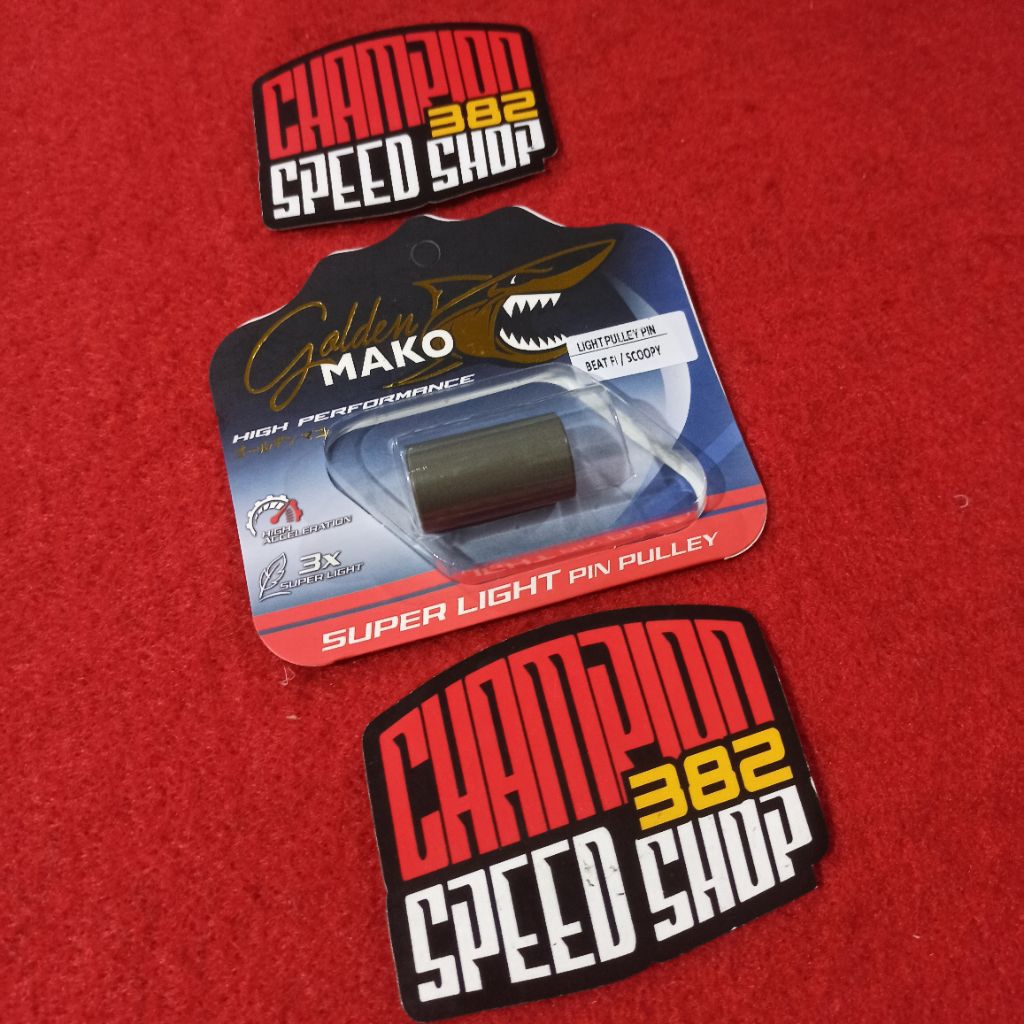 CHAMPION
382
SPEED SHOP
Golden
MAKO
LIGHT PULLEY PIN
BEAT FI / SCOOPY
HIGH PERFORMANCE
HIGH
ACCELERATION
3x
SUPER LIGHT
SUPER LIGHT PIN PULLEY
CHAMPION
382
SPEED SHOP